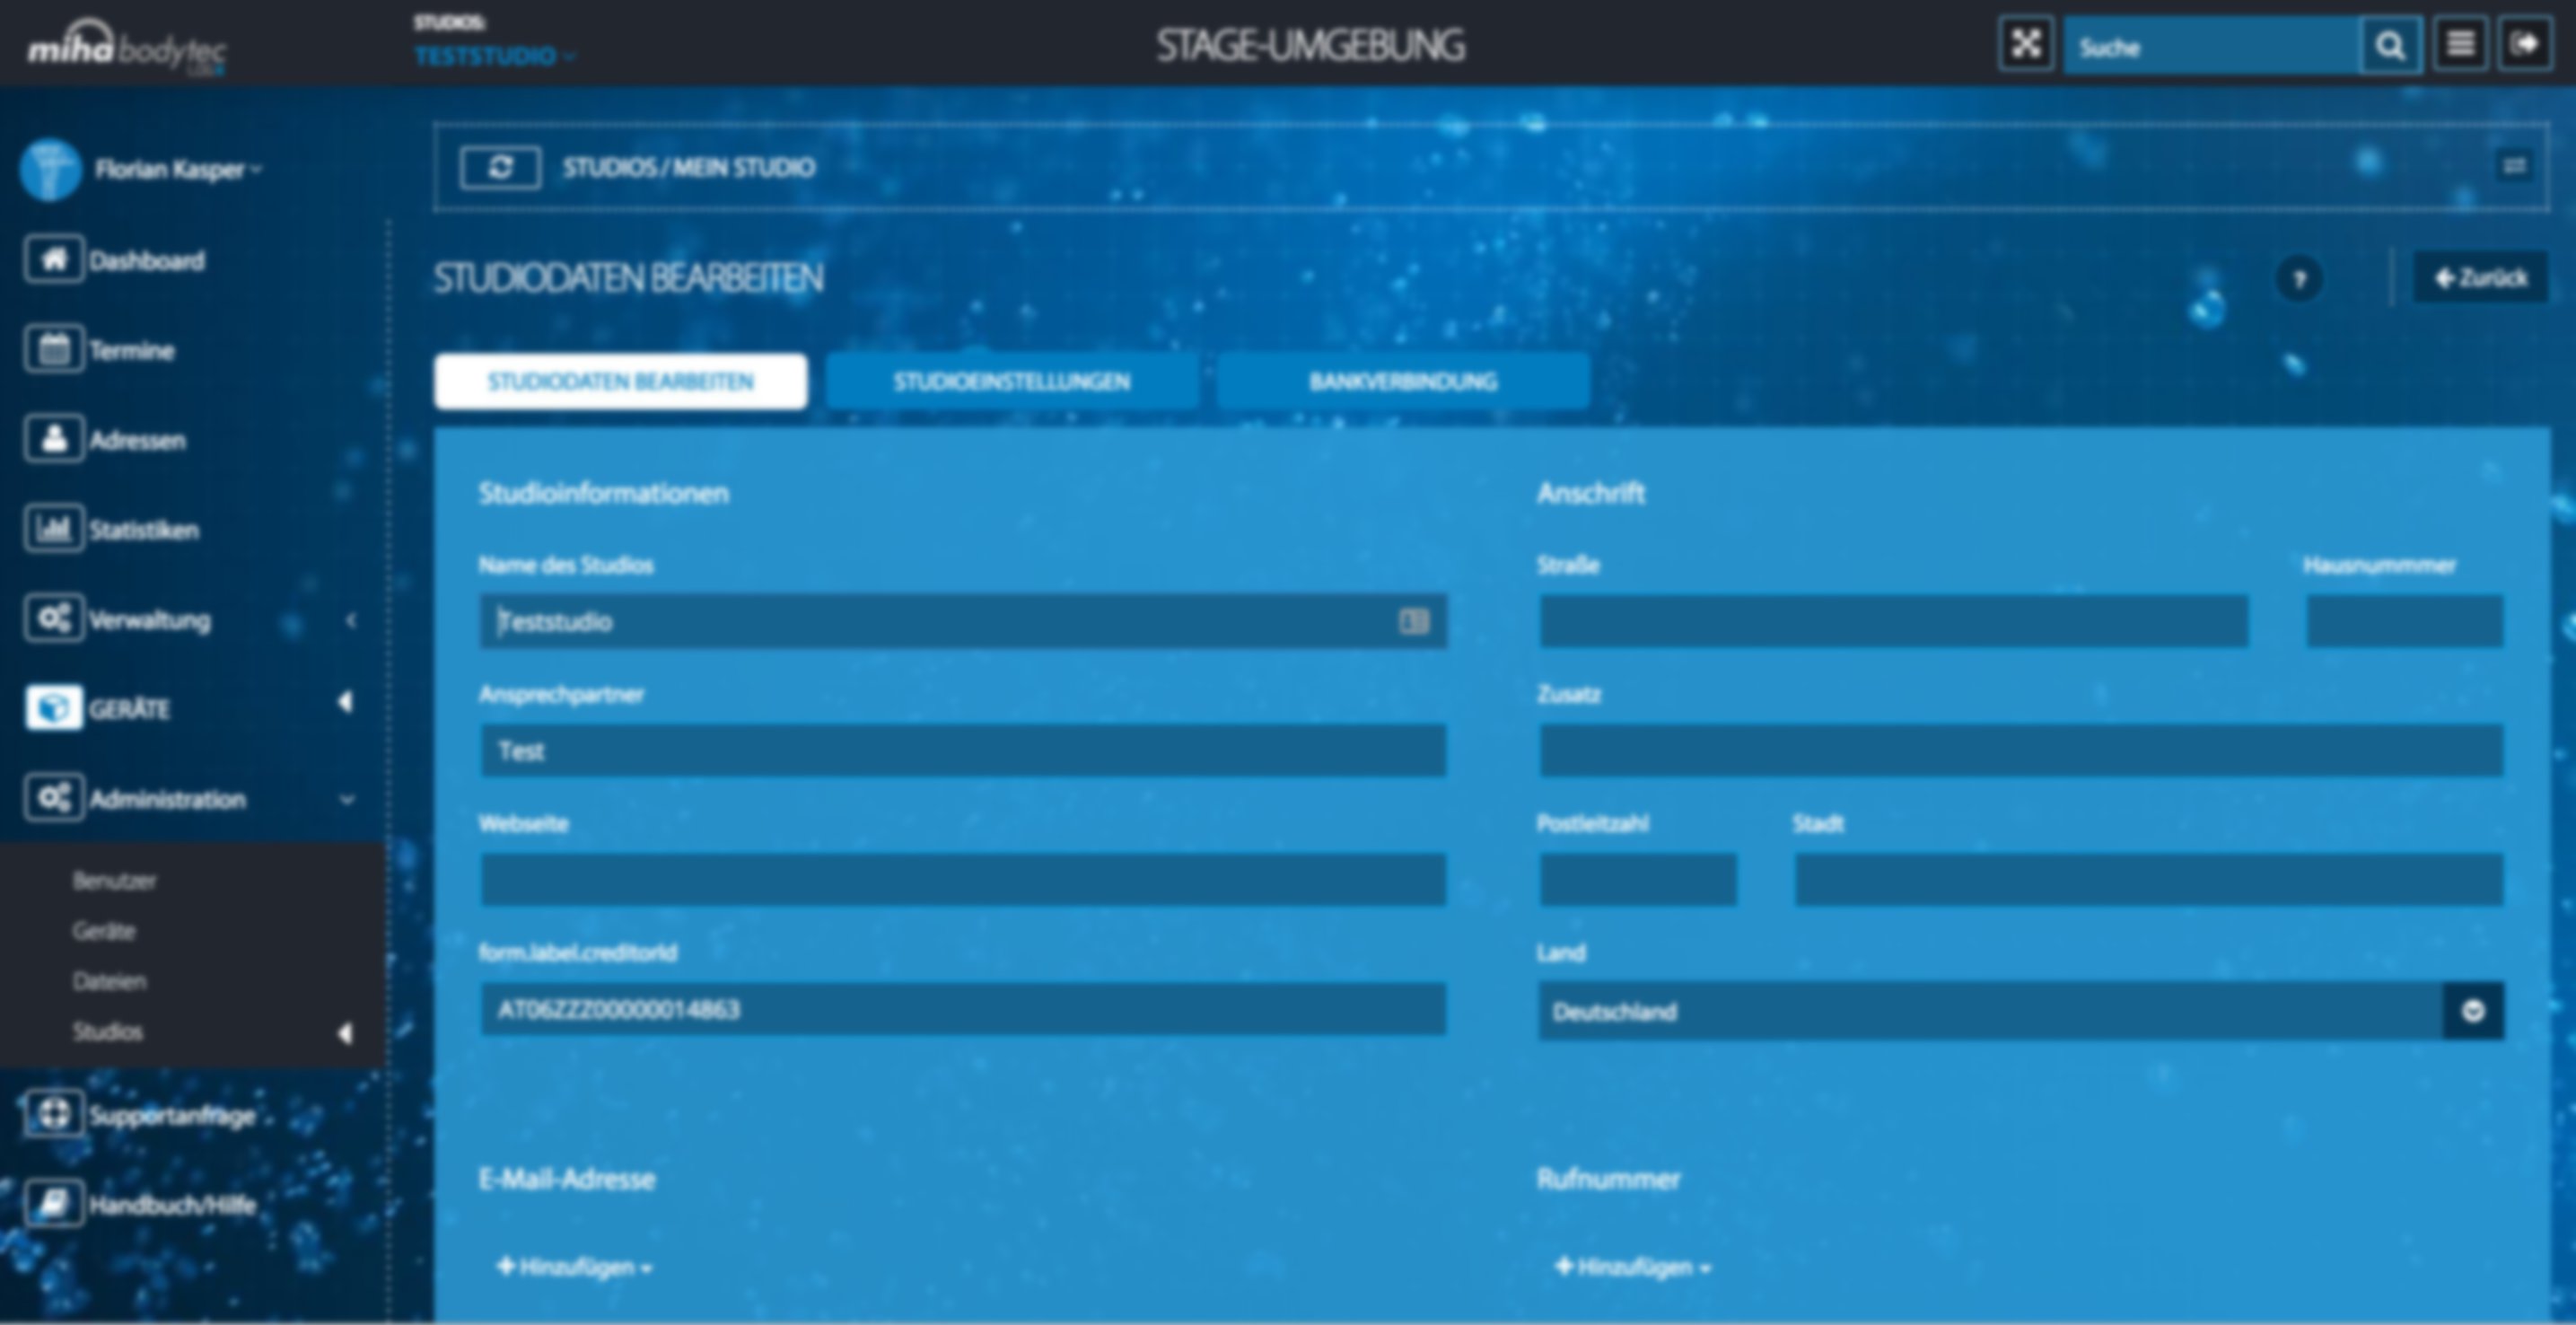 miha bodytec
STUDIOS:
TESTSTUDIO
STAGE-UMGEBUNG
Suche
Florian Kasper
Dashboard
Termine
Adressen
Statistiken
Verwaltung
GERÄTE
Administration
Benutzer
Geräte
Dateien
Studios
Supportanfrage
Handbuch/Hilfe
STUDIOS / MEIN STUDIO
STUDIODATEN BEARBEITEN
?
Zurück
STUDIODATEN BEARBEITEN
STUDIOEINSTELLUNGEN
BANKVERBINDUNG
Studioinformationen
Name des Studios
Teststudio
Ansprechpartner
Test
Webseite
form.label.creditorId
AT06ZZZ00000014863
E-Mail-Adresse
+ Hinzufügen
Anschrift
Straße
Hausnummmer
Zusatz
Postleitzahl
Stadt
Land
Deutschland
Rufnummer
+ Hinzufügen